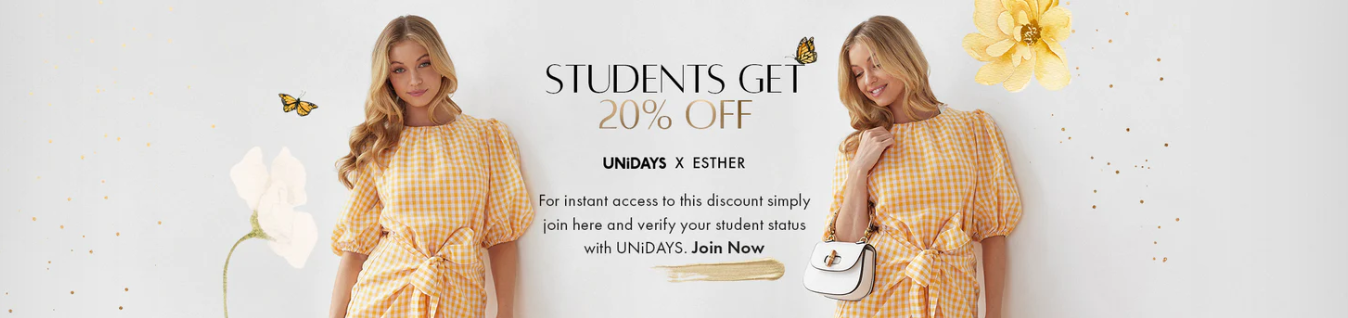 STUDENTS GET
20% OFF
UNiDAYS X ESTHER
For instant access to this discount simply
join here and verify your student status
with UNiDAYS. Join Now